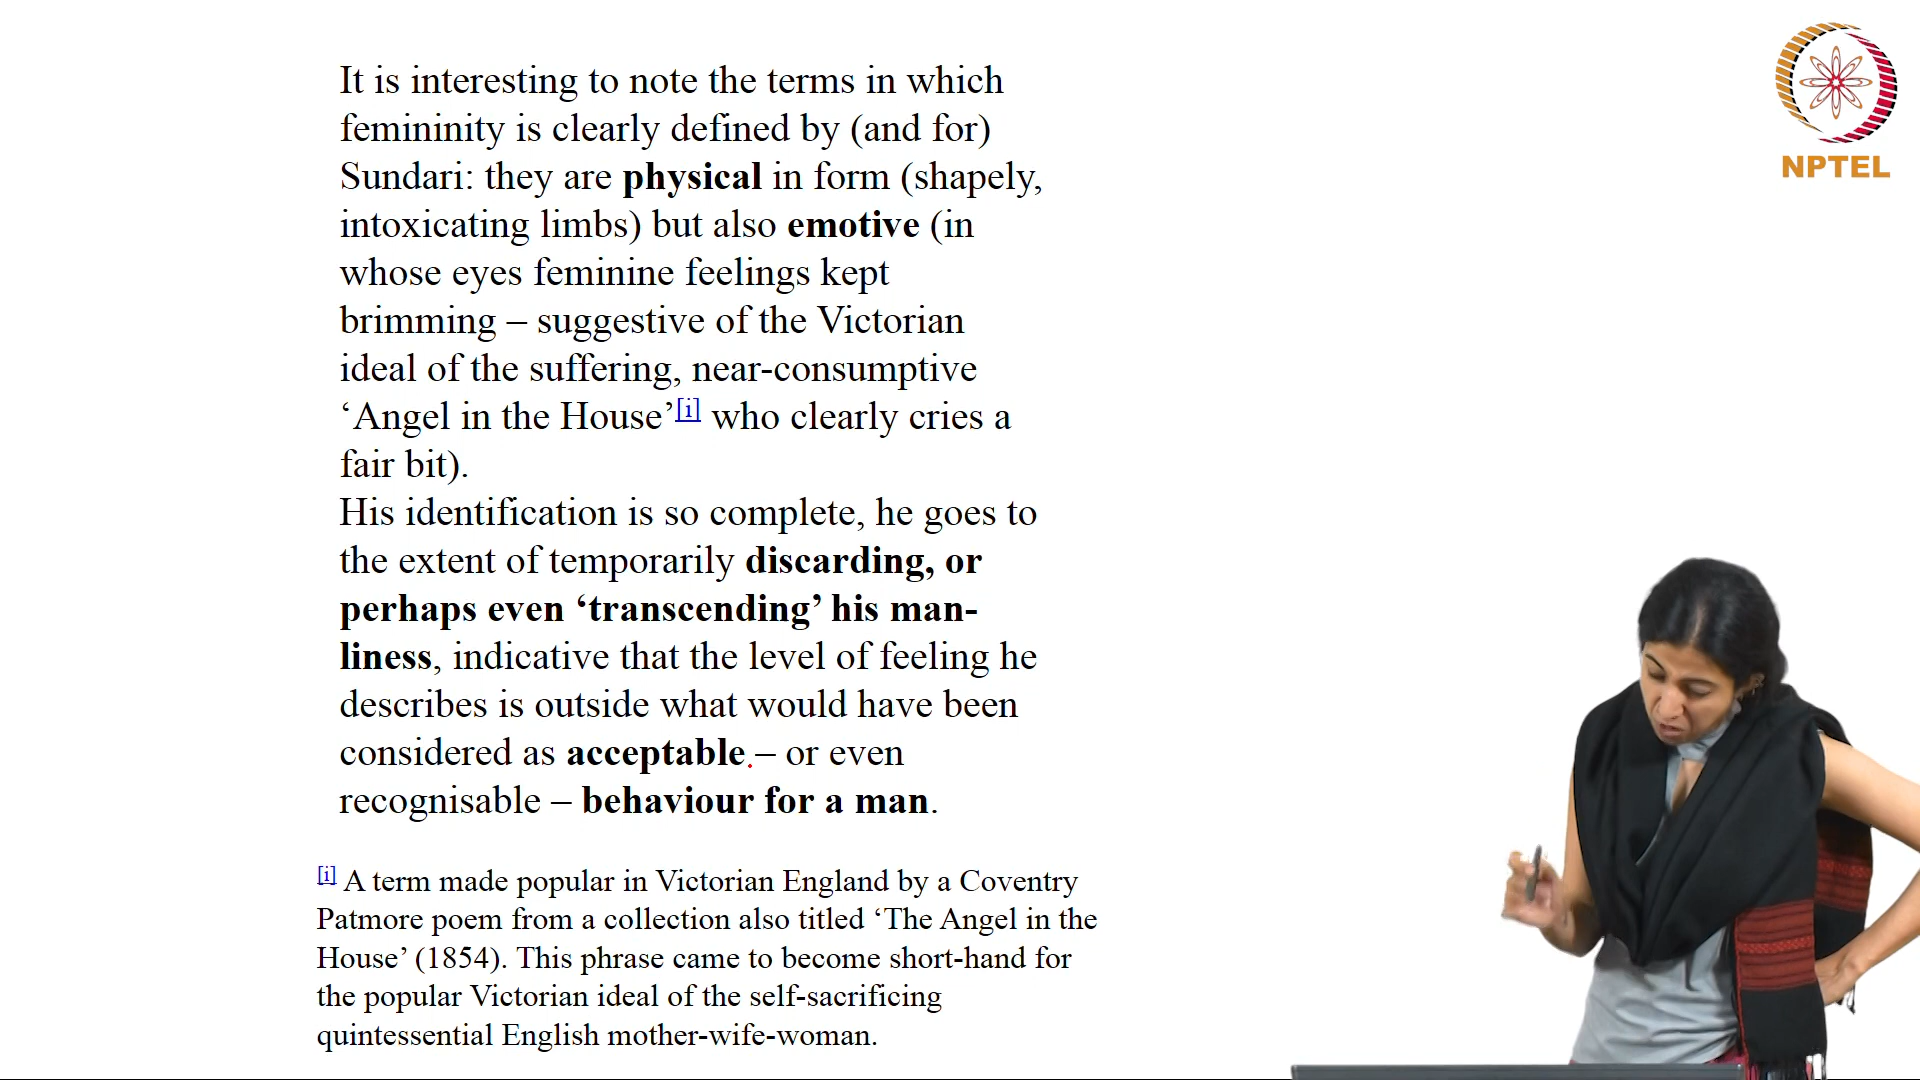 It is interesting to note the terms in which
femininity is clearly defined by (and for)
Sundari: they are physical in form (shapely,
intoxicating limbs) but also emotive (in
whose eyes feminine feelings kept
brimming – suggestive of the Victorian
ideal of the suffering, near-consumptive
‘Angel in the House’[i] who clearly cries a
fair bit).
His identification is so complete, he goes to
the extent of temporarily discarding, or
perhaps even ‘transcending’ his man-
liness, indicative that the level of feeling he
describes is outside what would have been
considered as acceptable – or even
recognisable – behaviour for a man.
[i] A term made popular in Victorian England by a Coventry
Patmore poem from a collection also titled ‘The Angel in the
House’ (1854). This phrase came to become short-hand for
the popular Victorian ideal of the self-sacrificing
quintessential English mother-wife-woman.
NPTEL